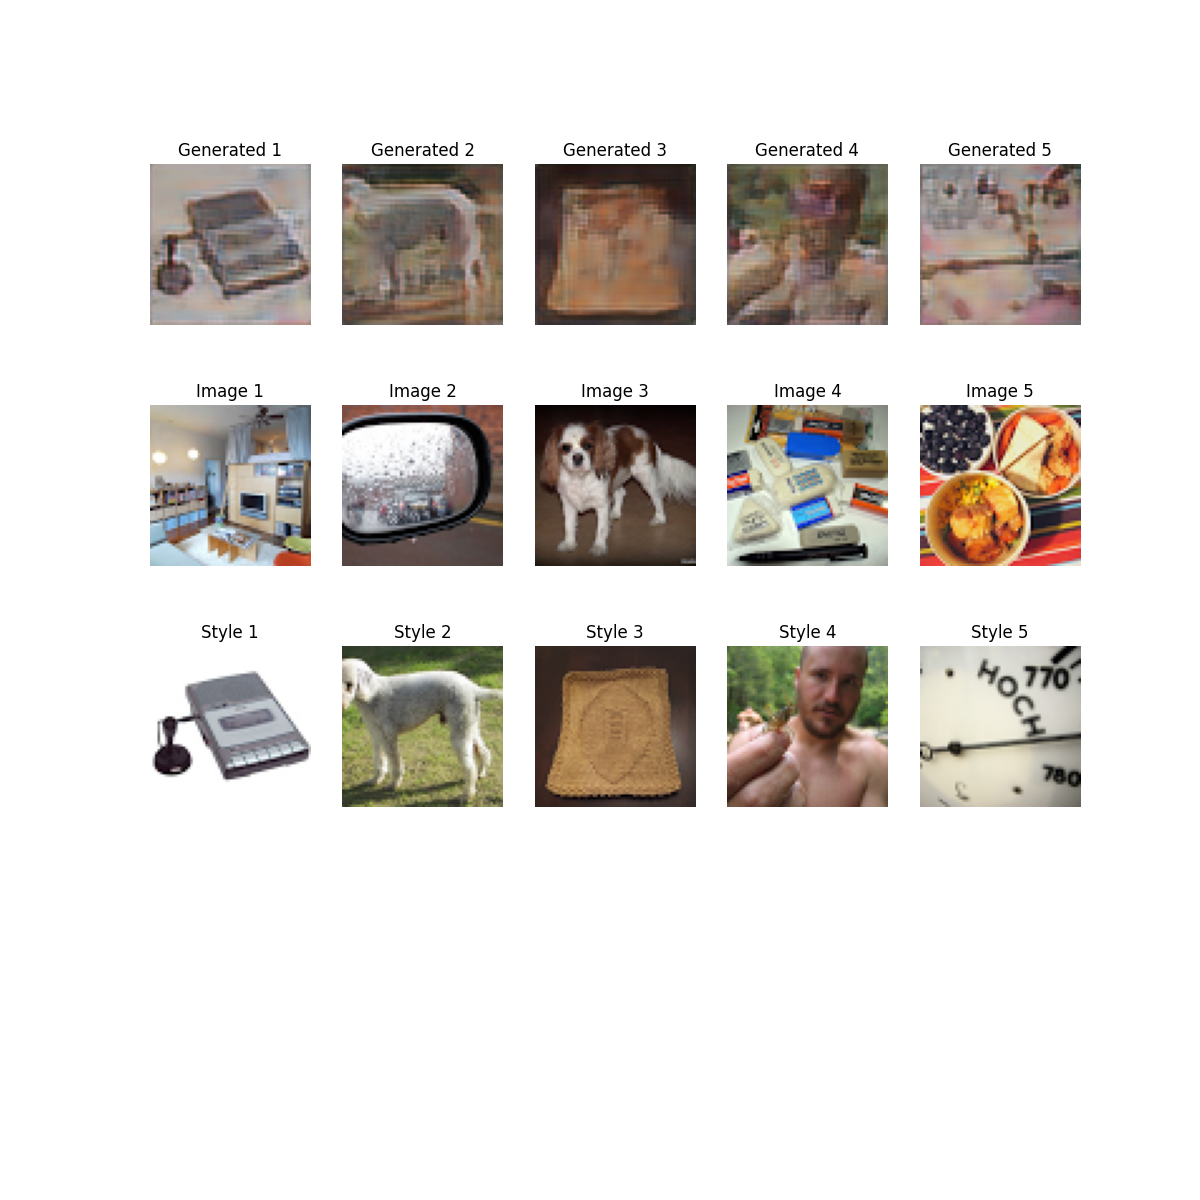 Generated 1 Generated 2 Generated 3 Generated 4 Generated 5
Image 1 Image 2 Image 3 Image 4 Image 5
Style 1 Style 2 Style 3 Style 4 Style 5
HOCH 770
780